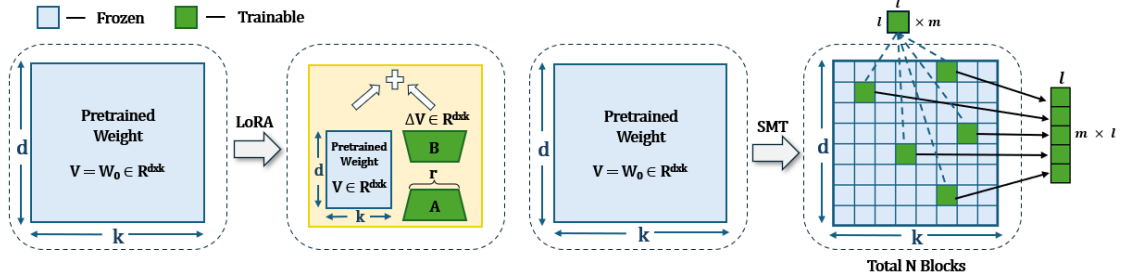 — Frozen
— Trainable
Pretrained
Weight
V = W₀ ∈ R^{dxk}
d
k
LoRA
ΔV ∈ R^{dxk}
Pretrained
Weight
V ∈ R^{dxk}
d
k
B
r
A
Pretrained
Weight
V = W₀ ∈ R^{dxk}
d
k
SMT
l
l × m
d
k
Total N Blocks
l
m × l